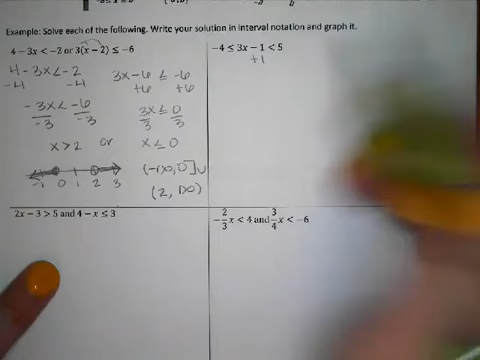 Example: Solve each of the following. Write your solution in interval notation and graph it.
4 − 3x < −2 or 3(x − 2) ≤ −6
4 - 3x < -2
-4 -4
-3x < -6
-3 -3
x > 2 or x ≤ 0
3x - 6 ≤ -6
+6 +6
3x ≤ 0
3 3
-1 0 1 2 3
(-∞, 0] ∪
(2, ∞)
−4 ≤ 3x − 1 < 5
+1
2x − 3 > 5 and 4 − x ≤ 3
−2/3 x < 4 and 3/4 x < −6